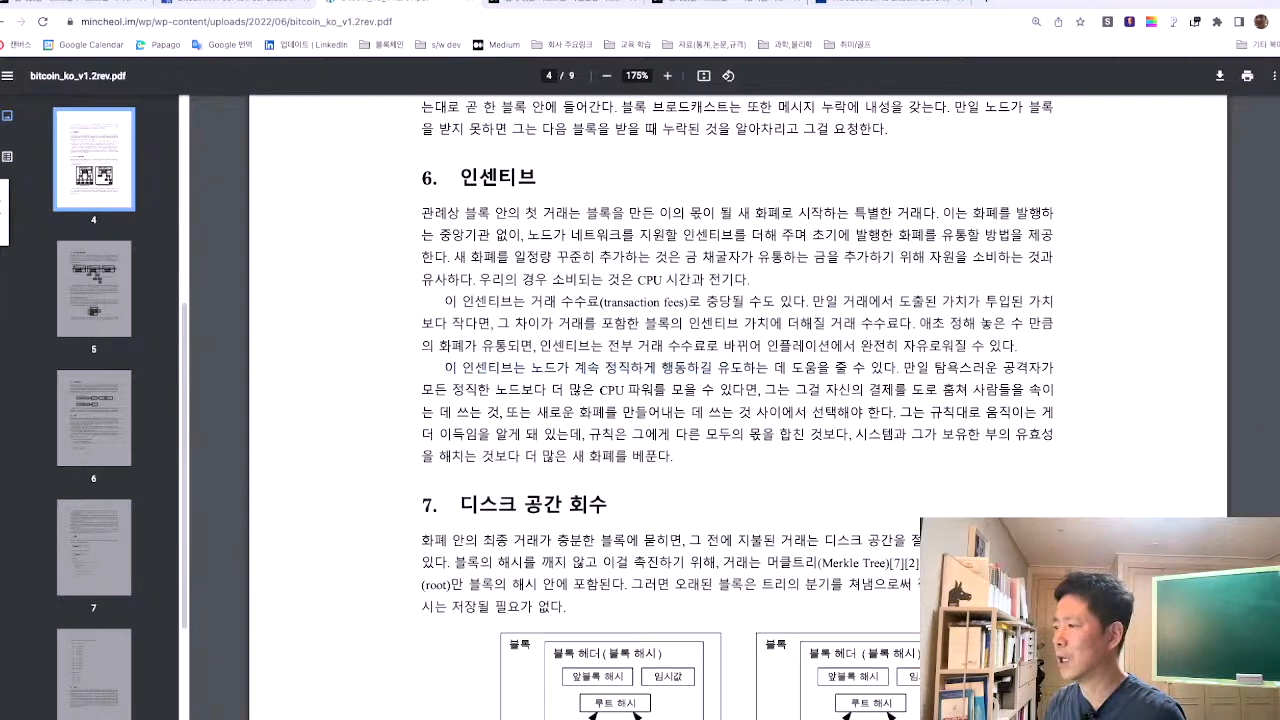 mincheol.im/wp/wp-content/uploads/2022/06/bitcoin_ko_v1.2rev.pdf
캔버스 Google Calendar Papago Google 번역 업데이트 | LinkedIn 블록체인 s/w dev Medium 회사 주요링크 교육 학습 자료(통계,논문,규격) 과학,물리학 취미/골프 기타 북마
bitcoin_ko_v1.2rev.pdf 4 / 9 175%
는대로 곧 한 블록 안에 들어간다. 블록 브로드캐스트는 또한 메시지 누락에 내성을 갖는다. 만일 노드가 블록
을 받지 못하면 그는 다음 블록을 받을 때 누락된 것을 알아차리고 그걸 요청한다.
6. 인센티브
관례상 블록 안의 첫 거래는 블록을 만든 이의 몫이 될 새 화폐로 시작하는 특별한 거래다. 이는 화폐를 발행하
는 중앙기관 없이, 노드가 네트워크를 지원할 인센티브를 더해 주며 초기에 발행한 화폐를 유통할 방법을 제공
한다. 새 화폐를 일정량 꾸준히 추가하는 것은 금 채굴자가 유통하는 금을 추가하기 위해 자원을 소비하는 것과
유사하다. 우리의 경우 소비되는 것은 CPU 시간과 전기다.
이 인센티브는 거래 수수료(transaction fees)로 충당될 수도 있다. 만일 거래에서 도출된 가치가 투입된 가치
보다 작다면, 그 차이가 거래를 포함한 블록의 인센티브 가치에 더해질 거래 수수료다. 애초 정해 놓은 수 만큼
의 화폐가 유통되면, 인센티브는 전부 거래 수수료로 바뀌어 인플레이션에서 완전히 자유로워질 수 있다.
이 인센티브는 노드가 계속 정직하게 행동하길 유도하는 데 도움을 줄 수 있다. 만일 탐욕스러운 공격자가
모든 정직한 노드보다 더 많은 CPU 파워를 모을 수 있다면, 그는 그걸 자신의 결제를 도로 훔쳐 사람들을 속이
는 데 쓰는 것, 또는 새로운 화폐를 만들어내는 데 쓰는 것 사이에서 선택해야 한다. 그는 규칙대로 움직이는 게
더 이득임을 알게 돼 있는데, 규칙은 그에게 다른 모두의 몫을 합친 것보다, 시스템과 그가 보유한 부의 유효성
을 해치는 것보다 더 많은 새 화폐를 베푼다.
7. 디스크 공간 회수
화폐 안의 최종 거래가 충분한 블록에 묻히면, 그 전에 지불된 거래는 디스크 공간을 절
있다. 블록의 해시를 깨지 않고 이걸 촉진하기 위해, 거래는 머클트리(Merkle Tree)[7][2]
(root)만 블록의 해시 안에 포함된다. 그러면 오래된 블록은 트리의 분기를 쳐냄으로써
시는 저장될 필요가 없다.
블록 블록
블록 헤더 (블록 해시) 블록 헤더 (블록 해시)
앞블록 해시 임시값 앞블록 해시
루트 해시 루트 해시
4
5
6
7